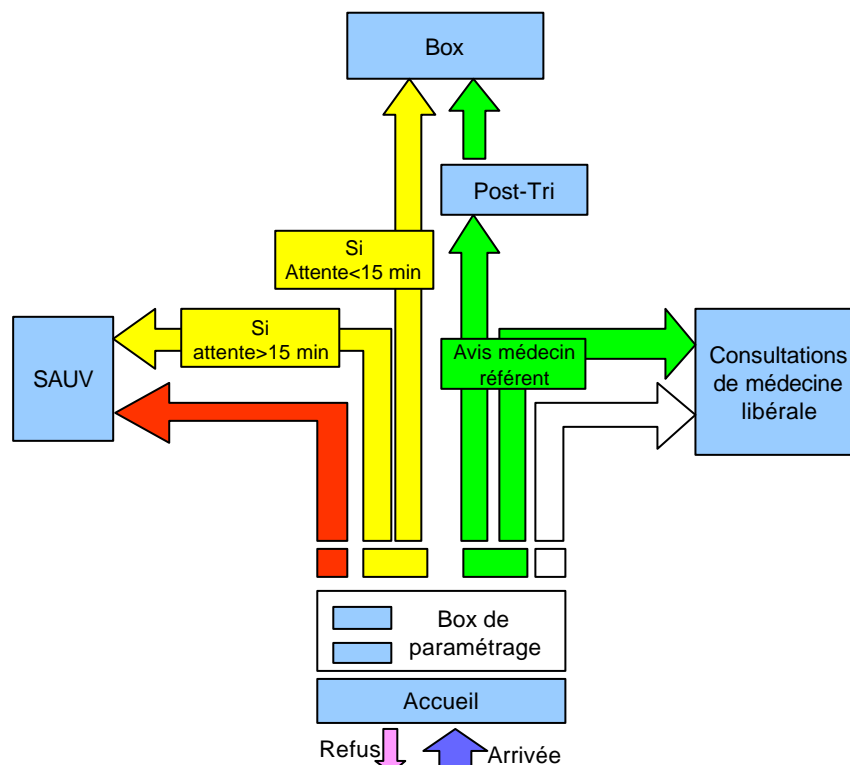 Box
Post-Tri
Si
Attente<15 min
Si
attente>15 min
SAUV
Avis médecin
référent
Consultations
de médecine
libérale
Box de
paramétrage
Accueil
Refus
Arrivée